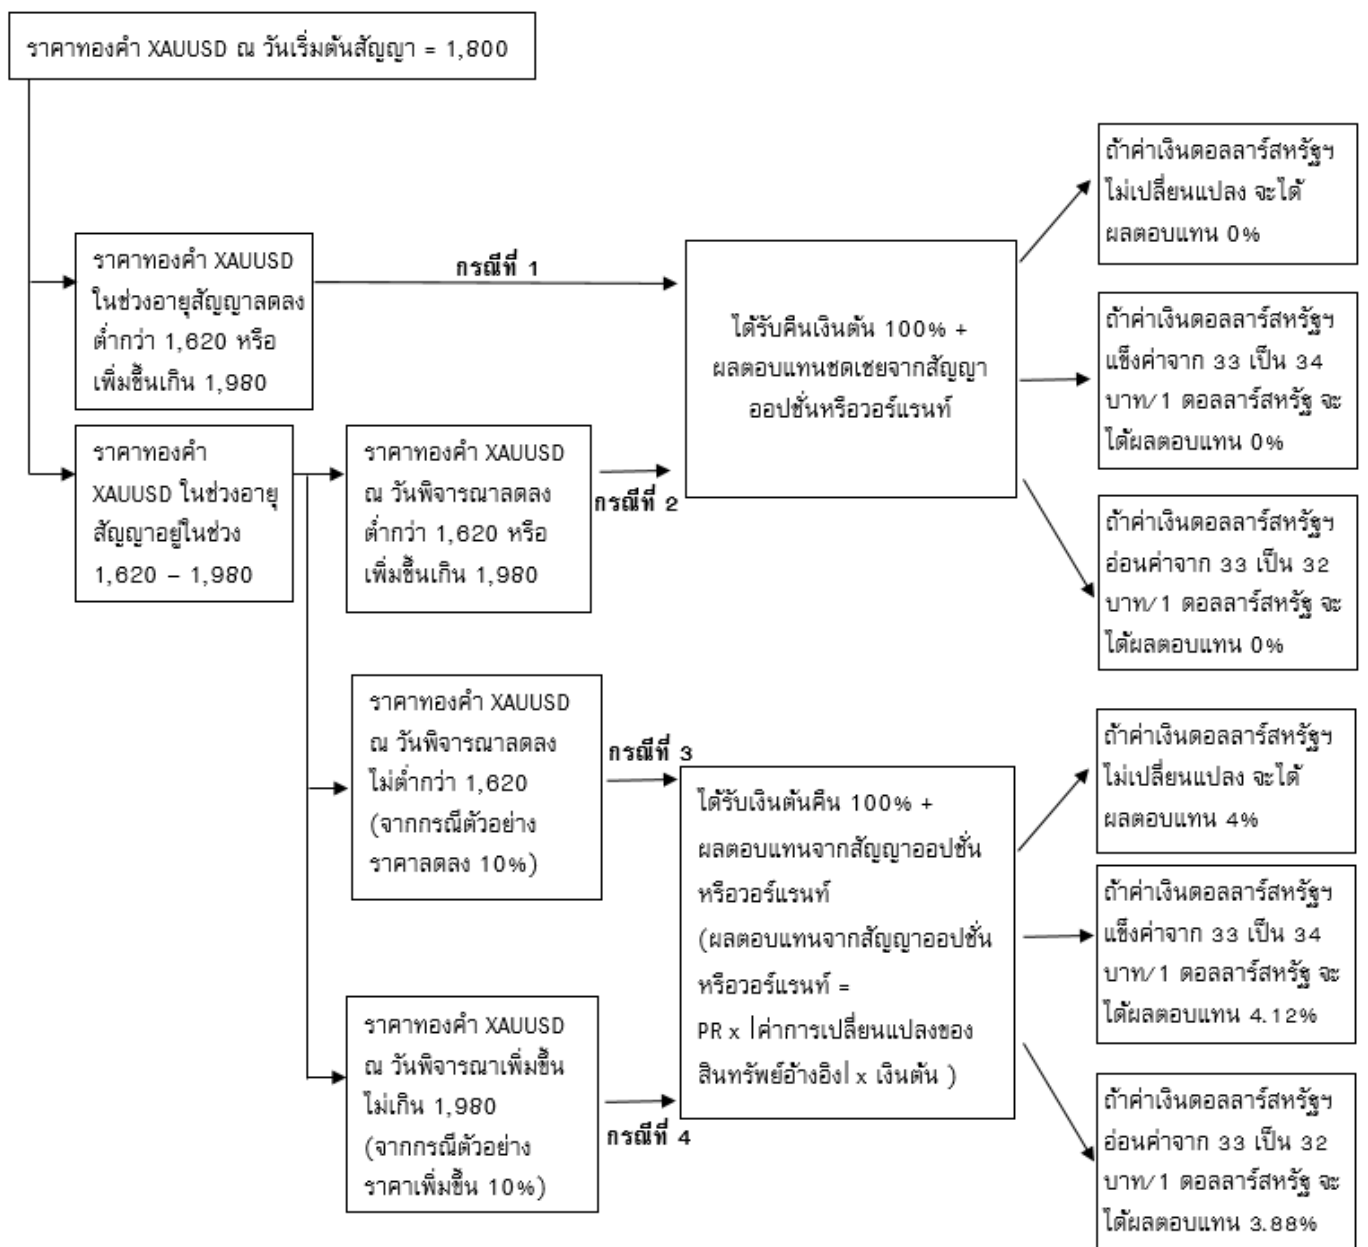 ราคาทองคำ XAUUSD ณ วันเริ่มต้นสัญญา = 1,800
ราคาทองคำ XAUUSD
ในช่วงอายุสัญญาลดลง
ต่ำกว่า 1,620 หรือ
เพิ่มขึ้นเกิน 1,980
กรณีที่ 1
ได้รับคืนเงินต้น 100% +
ผลตอบแทนชดเชยจากสัญญา
ออปชั่นหรือวอร์แรนท์
ถ้าค่าเงินดอลลาร์สหรัฐฯ
ไม่เปลี่ยนแปลง จะได้
ผลตอบแทน 0%
ถ้าค่าเงินดอลลาร์สหรัฐฯ
แข็งค่าจาก 33 เป็น 34
บาท/1 ดอลลาร์สหรัฐ จะ
ได้ผลตอบแทน 0%
ถ้าค่าเงินดอลลาร์สหรัฐฯ
อ่อนค่าจาก 33 เป็น 32
บาท/1 ดอลลาร์สหรัฐ จะ
ได้ผลตอบแทน 0%
ราคาทองคำ
XAUUSD ในช่วงอายุ
สัญญาอยู่ในช่วง
1,620 – 1,980
ราคาทองคำ XAUUSD
ณ วันพิจารณาลดลง
ต่ำกว่า 1,620 หรือ
เพิ่มขึ้นเกิน 1,980
กรณีที่ 2
ราคาทองคำ XAUUSD
ณ วันพิจารณาลดลง
ไม่ต่ำกว่า 1,620
(จากกรณีตัวอย่าง
ราคาลดลง 10%)
กรณีที่ 3
ราคาทองคำ XAUUSD
ณ วันพิจารณาเพิ่มขึ้น
ไม่เกิน 1,980
(จากกรณีตัวอย่าง
ราคาเพิ่มขึ้น 10%)
กรณีที่ 4
ได้รับเงินต้นคืน 100% +
ผลตอบแทนจากสัญญาออปชั่น
หรือวอร์แรนท์
(ผลตอบแทนจากสัญญาออปชั่น
หรือวอร์แรนท์ =
PR x |ค่าการเปลี่ยนแปลงของ
สินทรัพย์อ้างอิง| x เงินต้น )
ถ้าค่าเงินดอลลาร์สหรัฐฯ
ไม่เปลี่ยนแปลง จะได้
ผลตอบแทน 4%
ถ้าค่าเงินดอลลาร์สหรัฐฯ
แข็งค่าจาก 33 เป็น 34
บาท/1 ดอลลาร์สหรัฐ จะ
ได้ผลตอบแทน 4.12%
ถ้าค่าเงินดอลลาร์สหรัฐฯ
อ่อนค่าจาก 33 เป็น 32
บาท/1 ดอลลาร์สหรัฐ จะ
ได้ผลตอบแทน 3.88%